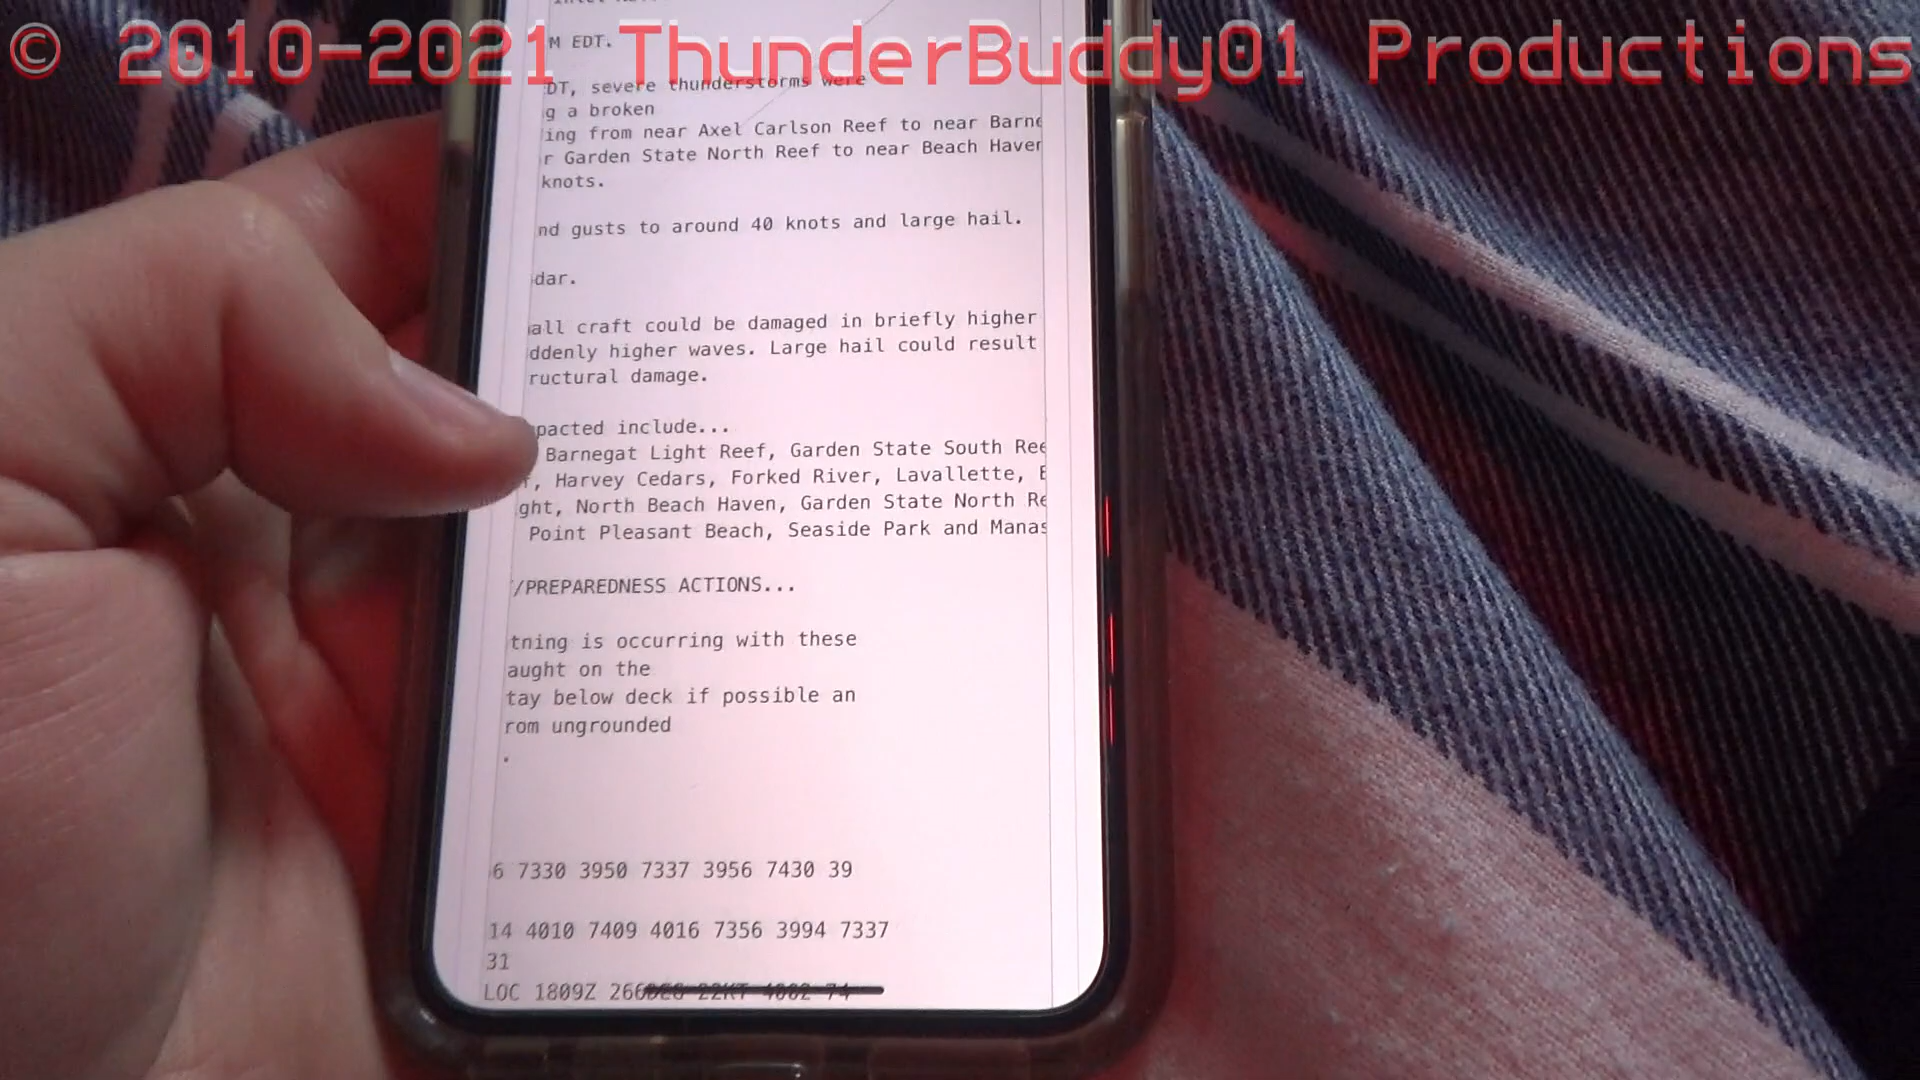 © 2010-2021 ThunderBuddy01 Productions
M EDT.
DT, severe thunderstorms were
g a broken
ing from near Axel Carlson Reef to near Barne
r Garden State North Reef to near Beach Haven
knots.
nd gusts to around 40 knots and large hail.
dar.
all craft could be damaged in briefly higher
ddenly higher waves. Large hail could result
ructural damage.
pacted include...
Barnegat Light Reef, Garden State South Ree
f, Harvey Cedars, Forked River, Lavallette, B
ght, North Beach Haven, Garden State North Re
Point Pleasant Beach, Seaside Park and Manas
/PREPAREDNESS ACTIONS...
tning is occurring with these
aught on the
tay below deck if possible an
rom ungrounded
.
6 7330 3950 7337 3956 7430 39
14 4010 7409 4016 7356 3994 7337
31
LOC 1809Z 266DEG 22KT 4002 74